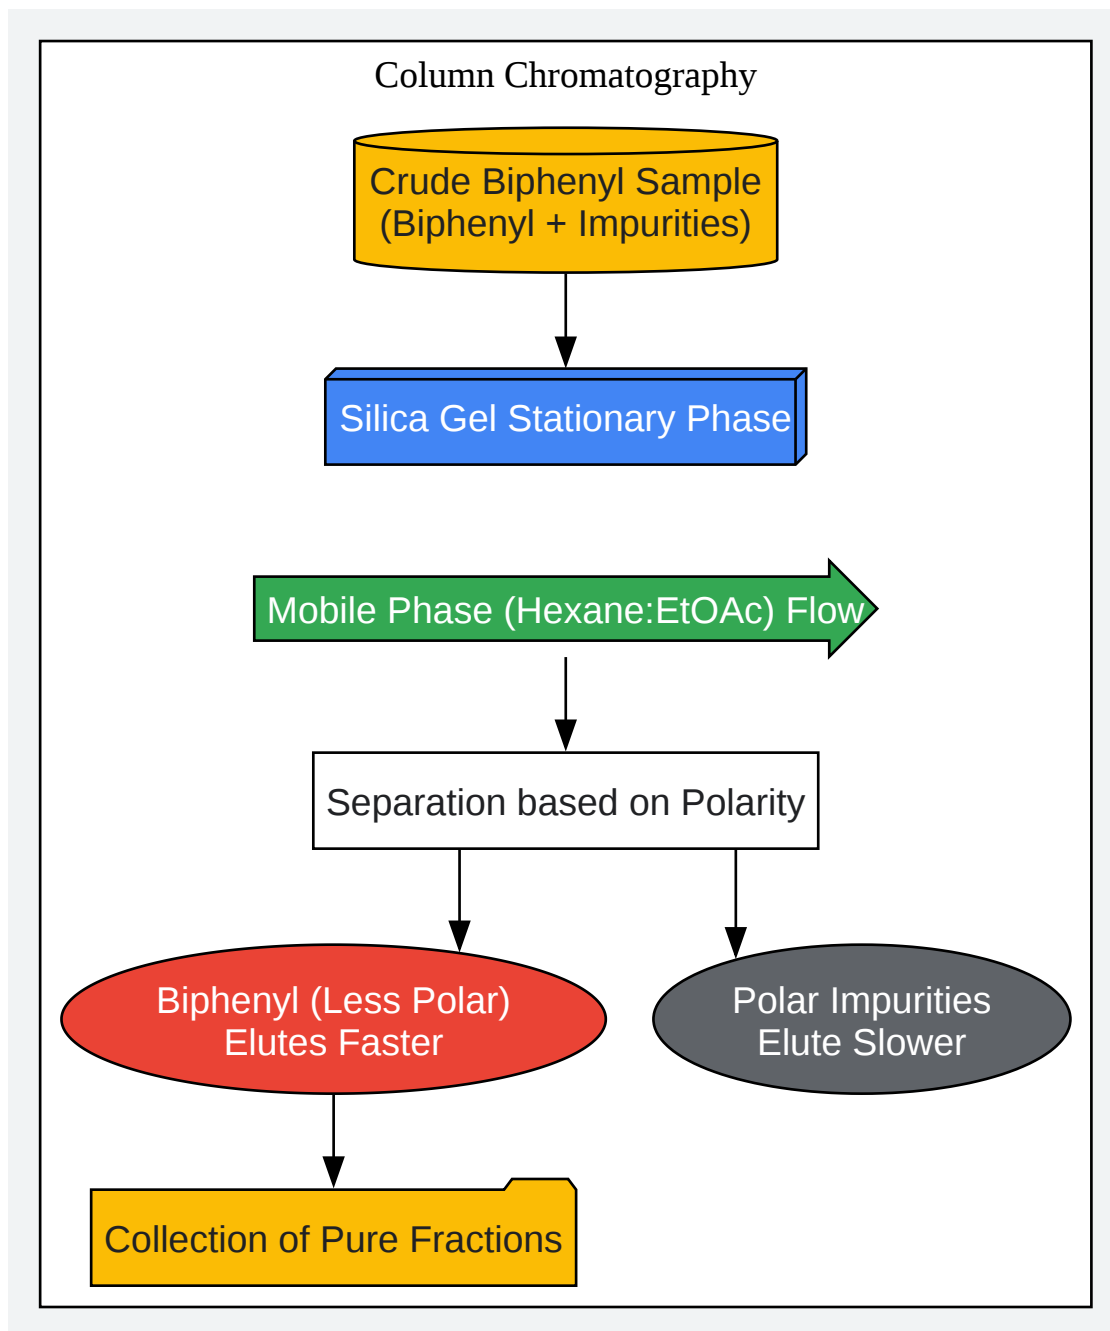 Column Chromatography
Crude Biphenyl Sample
(Biphenyl + Impurities)
Silica Gel Stationary Phase
Mobile Phase (Hexane:EtOAc) Flow
Separation based on Polarity
Biphenyl (Less Polar)
Elutes Faster
Polar Impurities
Elute Slower
Collection of Pure Fractions